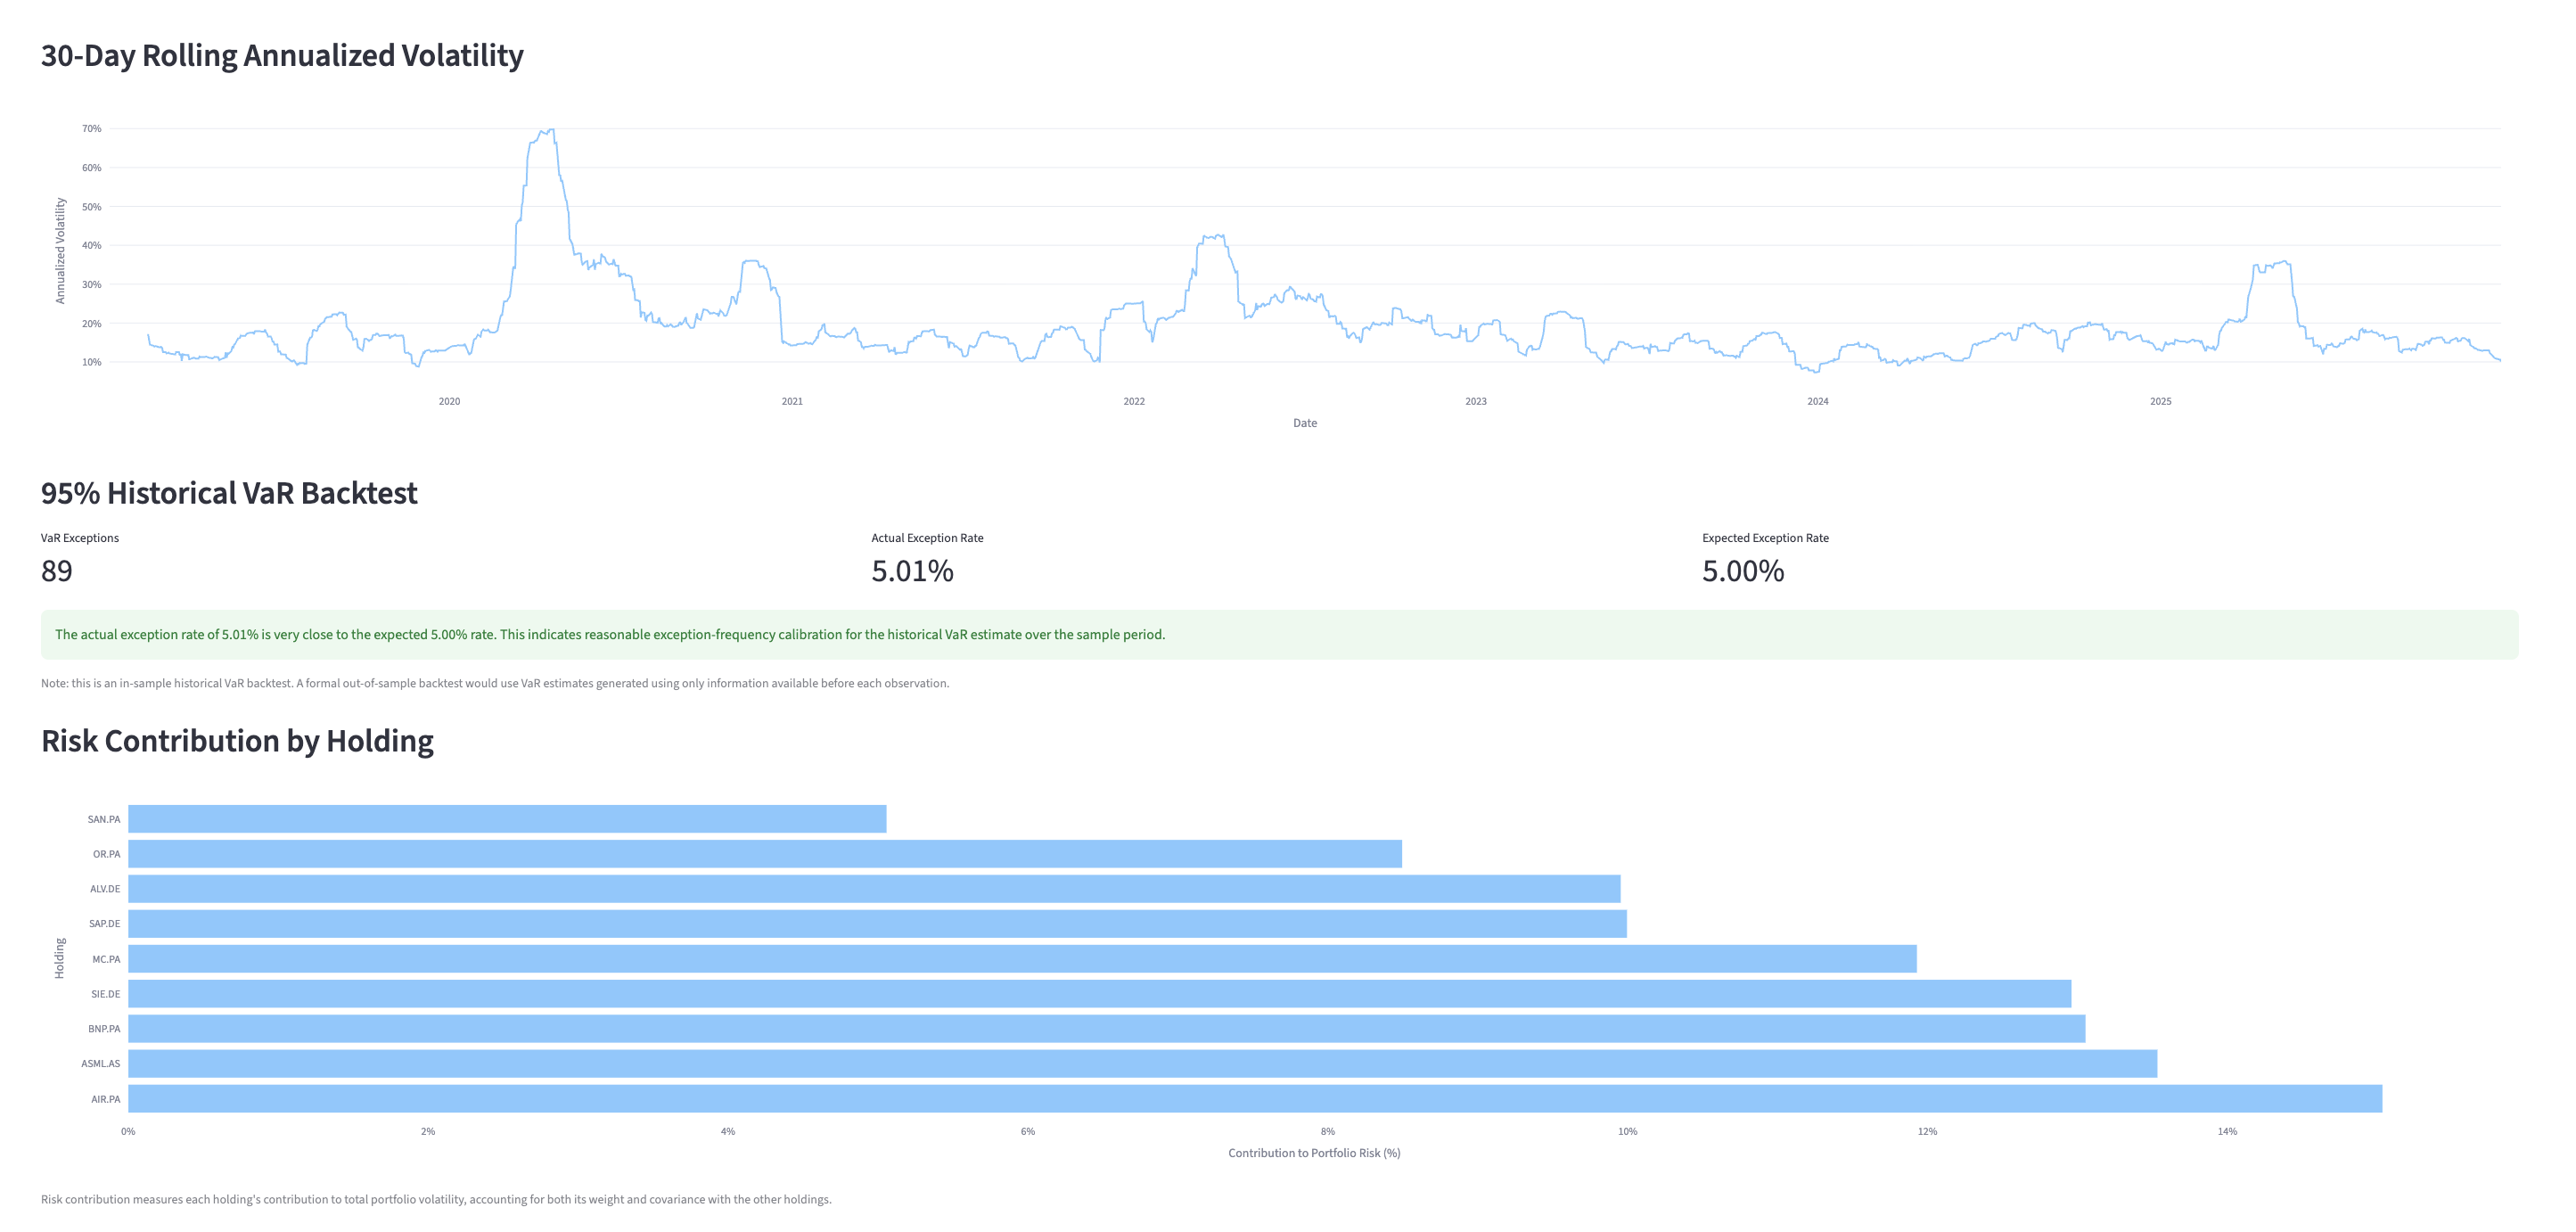 30-Day Rolling Annualized Volatility
70%
60%
50%
40%
30%
20%
10%
Annualized Volatility
2020
2021
2022
2023
2024
2025
Date
95% Historical VaR Backtest
VaR Exceptions
89
Actual Exception Rate
5.01%
Expected Exception Rate
5.00%
The actual exception rate of 5.01% is very close to the expected 5.00% rate. This indicates reasonable exception-frequency calibration for the historical VaR estimate over the sample period.
Note: this is an in-sample historical VaR backtest. A formal out-of-sample backtest would use VaR estimates generated using only information available before each observation.
Risk Contribution by Holding
Holding
SAN.PA
OR.PA
ALV.DE
SAP.DE
MC.PA
SIE.DE
BNP.PA
ASML.AS
AIR.PA
0%
2%
4%
6%
8%
10%
12%
14%
Contribution to Portfolio Risk (%)
Risk contribution measures each holding's contribution to total portfolio volatility, accounting for both its weight and covariance with the other holdings.